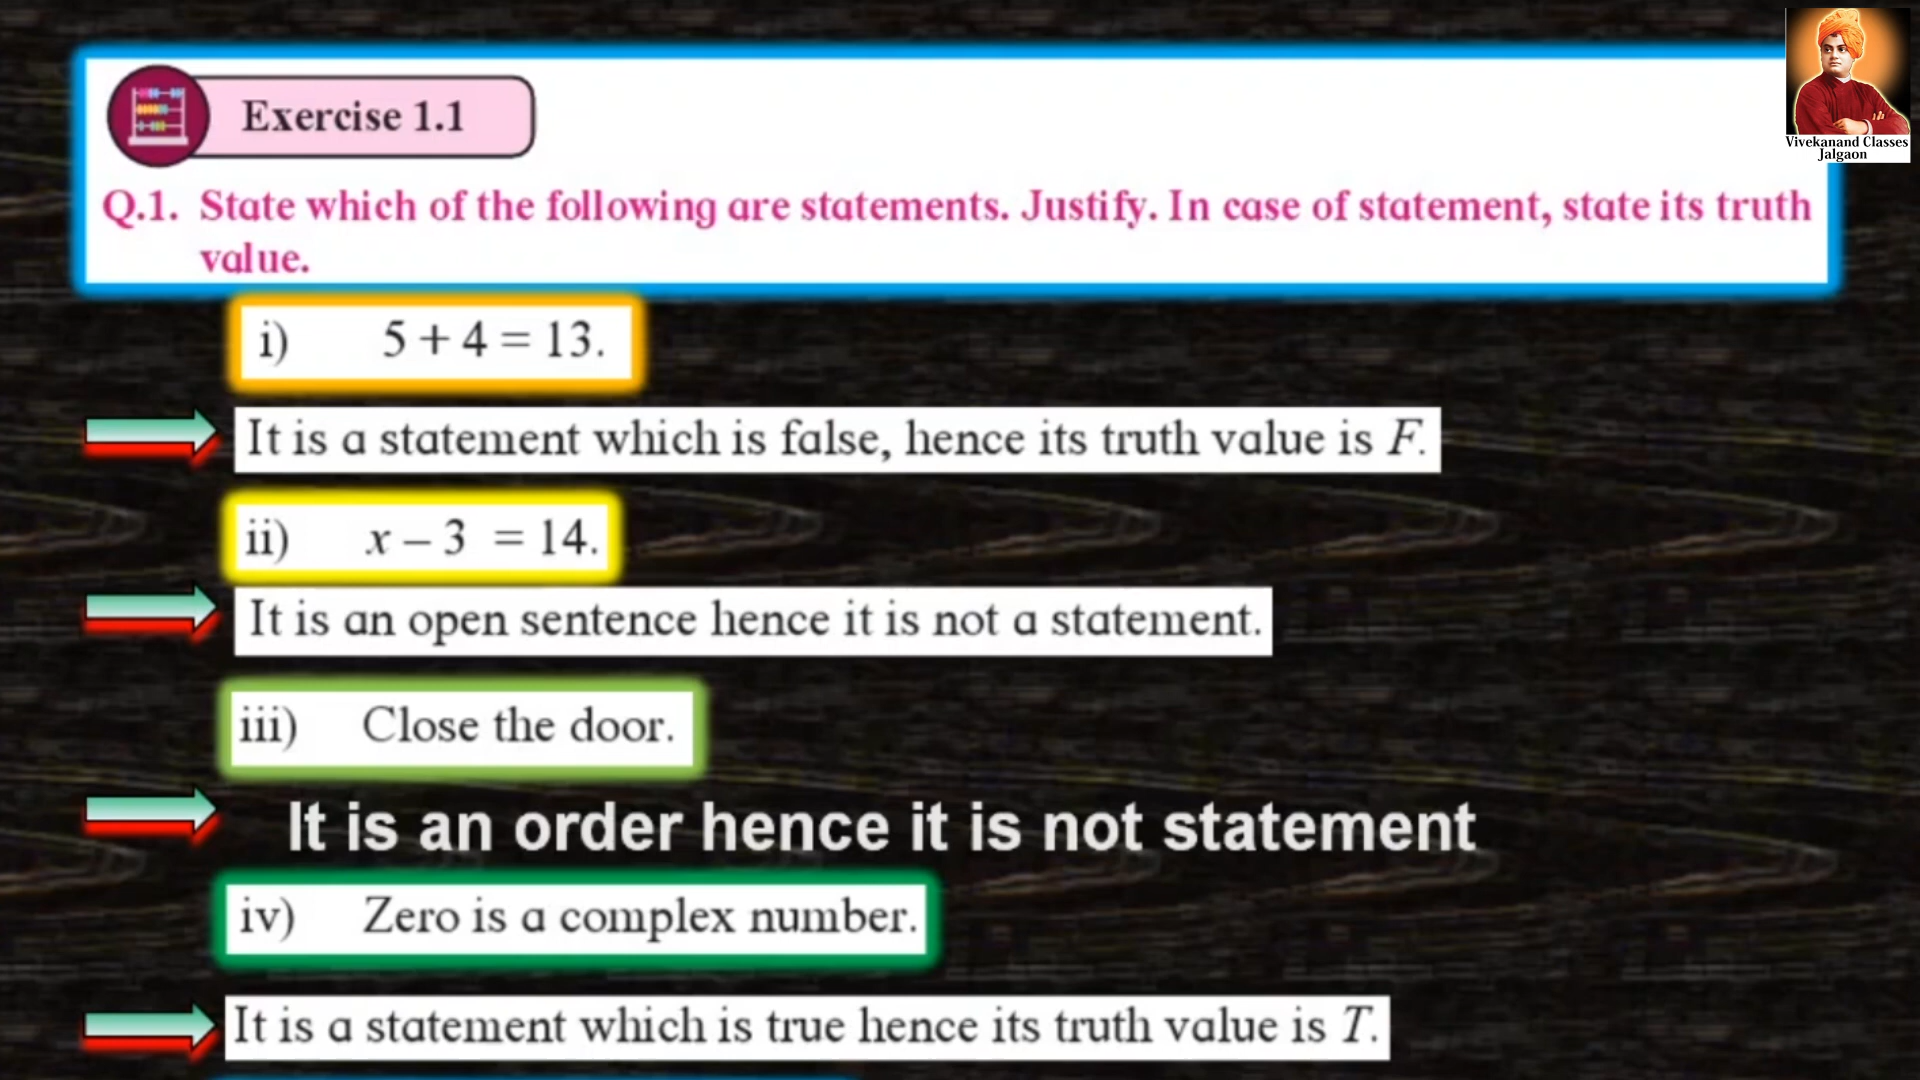 Vivekanand Classes
Jalgaon
Exercise 1.1
Q.1. State which of the following are statements. Justify. In case of statement, state its truth
value.
i) 5 + 4 = 13.
It is a statement which is false, hence its truth value is F.
ii) x – 3 = 14.
It is an open sentence hence it is not a statement.
iii) Close the door.
It is an order hence it is not statement
iv) Zero is a complex number.
It is a statement which is true hence its truth value is T.